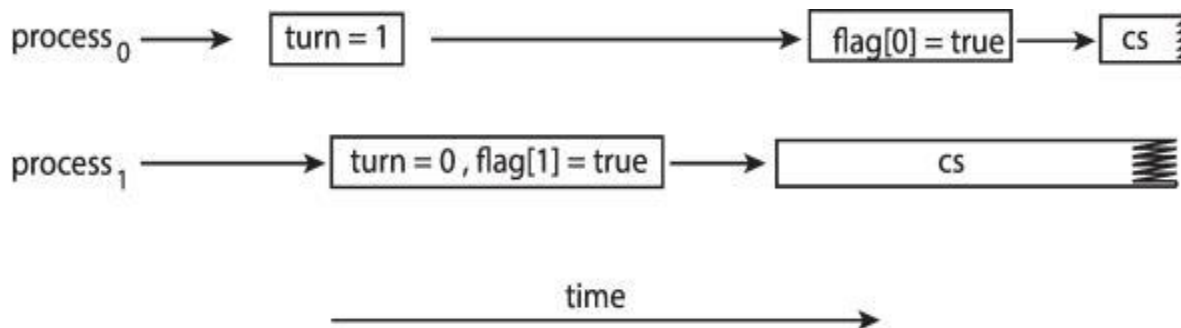 process0 turn = 1 flag[0] = true cs
process1 turn = 0 , flag[1] = true cs
time